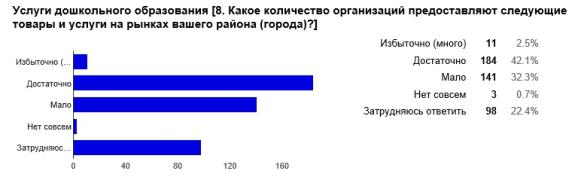 Услуги дошкольного образования [8. Какое количество организаций предоставляют следующие
товары и услуги на рынках вашего района (города)?]
Избыточно (...
Достаточно
Мало
Нет совсем
Затрудняюс...
0 40 80 120 160
Избыточно (много) 11 2.5%
Достаточно 184 42.1%
Мало 141 32.3%
Нет совсем 3 0.7%
Затрудняюсь ответить 98 22.4%